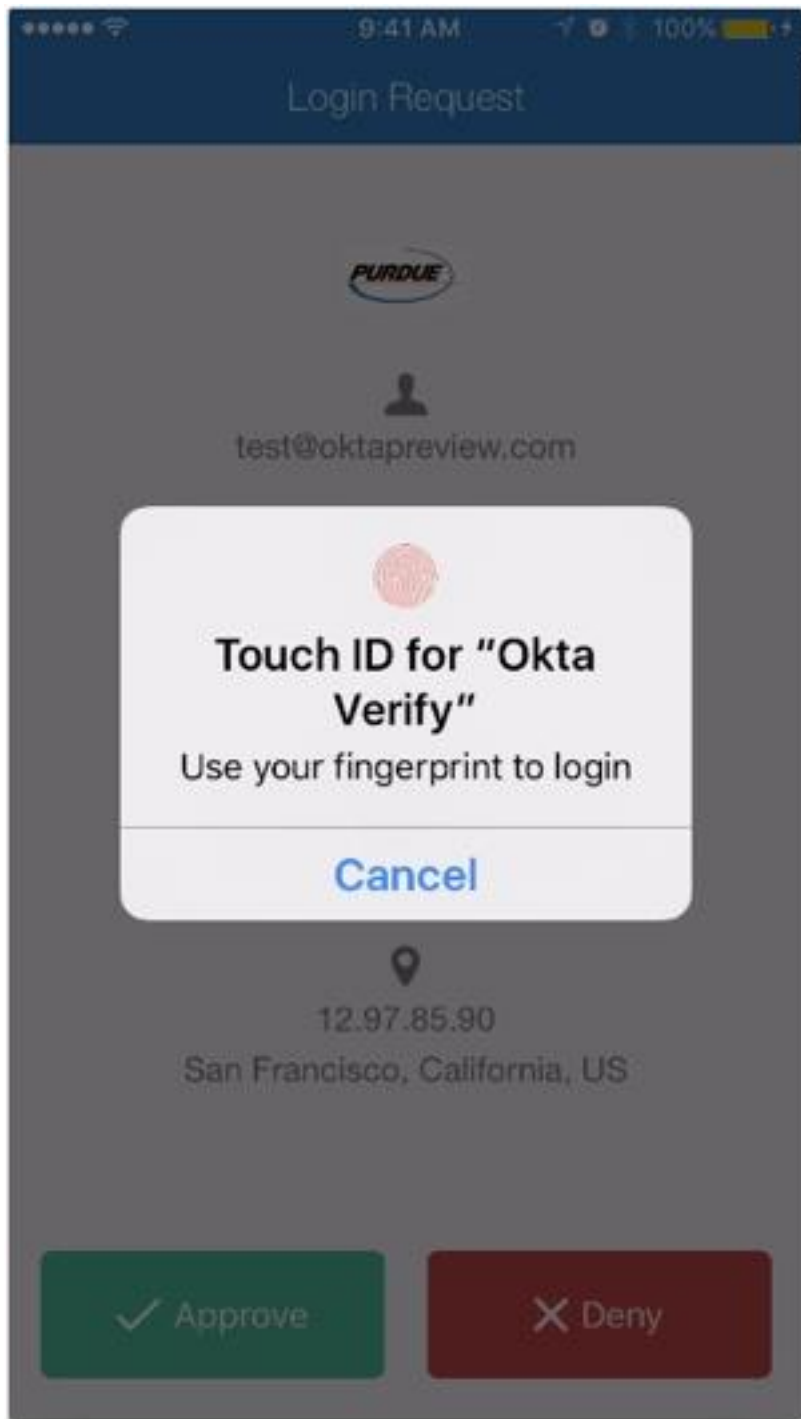 9:41 AM
100%
Login Request
PURDUE
test@oktapreview.com
Touch ID for “Okta
Verify”
Use your fingerprint to login
Cancel
12.97.85.90
San Francisco, California, US
Approve
Deny